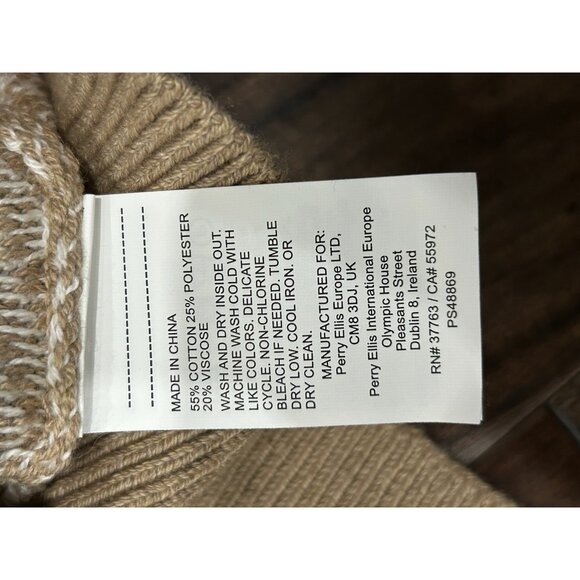 MADE IN CHINA
55% COTTON 25% POLYESTER
20% VISCOSE
WASH AND DRY INSIDE OUT.
MACHINE WASH COLD WITH
LIKE COLORS. DELICATE
CYCLE. NON-CHLORINE
BLEACH IF NEEDED. TUMBLE
DRY LOW. COOL IRON. OR
DRY CLEAN.
MANUFACTURED FOR:
Perry Ellis Europe LTD,
CM8 3DJ, UK
Perry Ellis International Europe
Olympic House
Pleasants Street
Dublin 8, Ireland
RN# 37763 / CA# 55972
PS48869